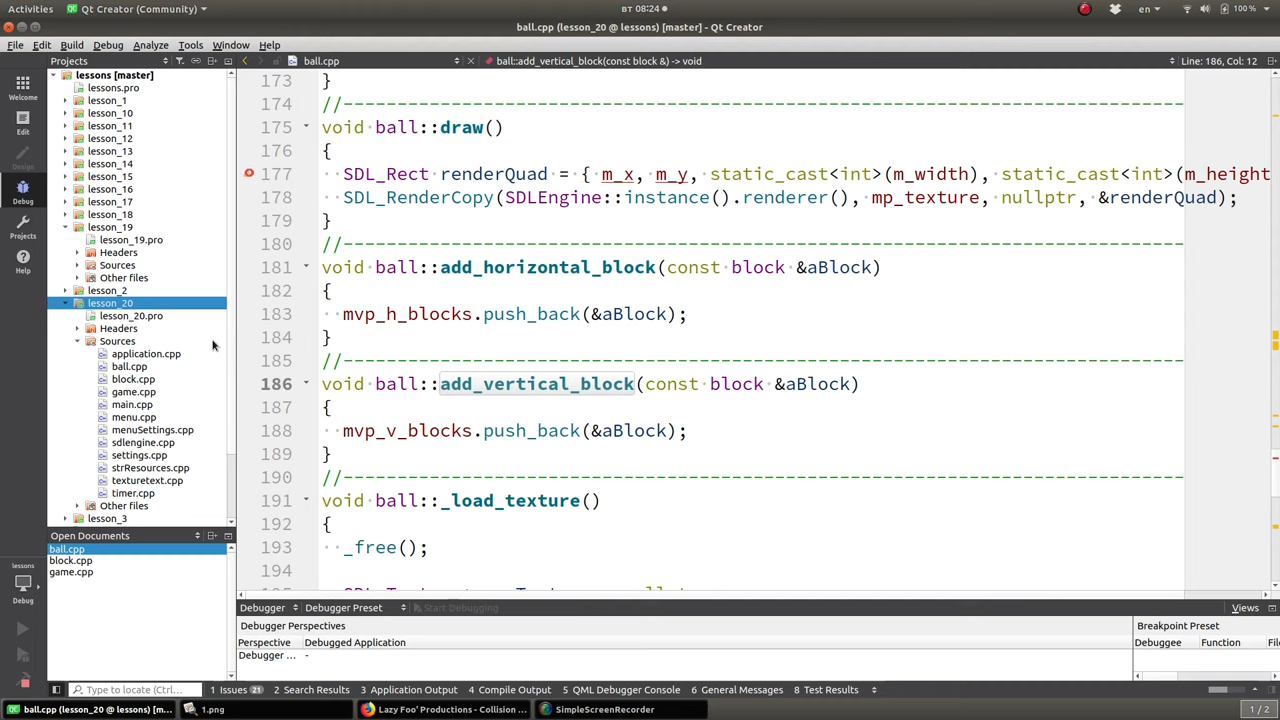 Activities Qt Creator (Community) вт 08:24 en 100 %
ball.cpp (lesson_20 @ lessons) [master] - Qt Creator
File Edit Build Debug Analyze Tools Window Help
Projects ball.cpp ball::add_vertical_block(const block &) -> void Line: 186, Col: 12
Welcome
Edit
Design
Debug
Projects
Help
lessons
Debug
lessons [master]
lessons.pro
lesson_1
lesson_10
lesson_11
lesson_12
lesson_13
lesson_14
lesson_15
lesson_16
lesson_17
lesson_18
lesson_19
lesson_19.pro
Headers
Sources
Other files
lesson_2
lesson_20
lesson_20.pro
Headers
Sources
application.cpp
ball.cpp
block.cpp
game.cpp
main.cpp
menu.cpp
menuSettings.cpp
sdlengine.cpp
settings.cpp
strResources.cpp
texturetext.cpp
timer.cpp
Other files
lesson_3
Open Documents
ball.cpp
block.cpp
game.cpp
173 }
174 //------------------------------------------------------------------------------
175 void ball::draw()
176 {
177 SDL_Rect renderQuad = { m_x, m_y, static_cast<int>(m_width), static_cast<int>(m_height
178 SDL_RenderCopy(SDLEngine::instance().renderer(), mp_texture, nullptr, &renderQuad);
179 }
180 //------------------------------------------------------------------------------
181 void ball::add_horizontal_block(const block &aBlock)
182 {
183 mvp_h_blocks.push_back(&aBlock);
184 }
185 //------------------------------------------------------------------------------
186 void ball::add_vertical_block(const block &aBlock)
187 {
188 mvp_v_blocks.push_back(&aBlock);
189 }
190 //------------------------------------------------------------------------------
191 void ball::_load_texture()
192 {
193 _free();
194
Debugger Debugger Preset Start Debugging Views
Debugger Perspectives Breakpoint Preset
Perspective Debugged Application Debuggee Function
Debugger ... -
Type to locate (Ctrl... 1 Issues 21 2 Search Results 3 Application Output 4 Compile Output 5 QML Debugger Console 6 General Messages 8 Test Results
ball.cpp (lesson_20 @ lessons) [m... 1.png Lazy Foo' Productions - Collision ... SimpleScreenRecorder 1 / 2